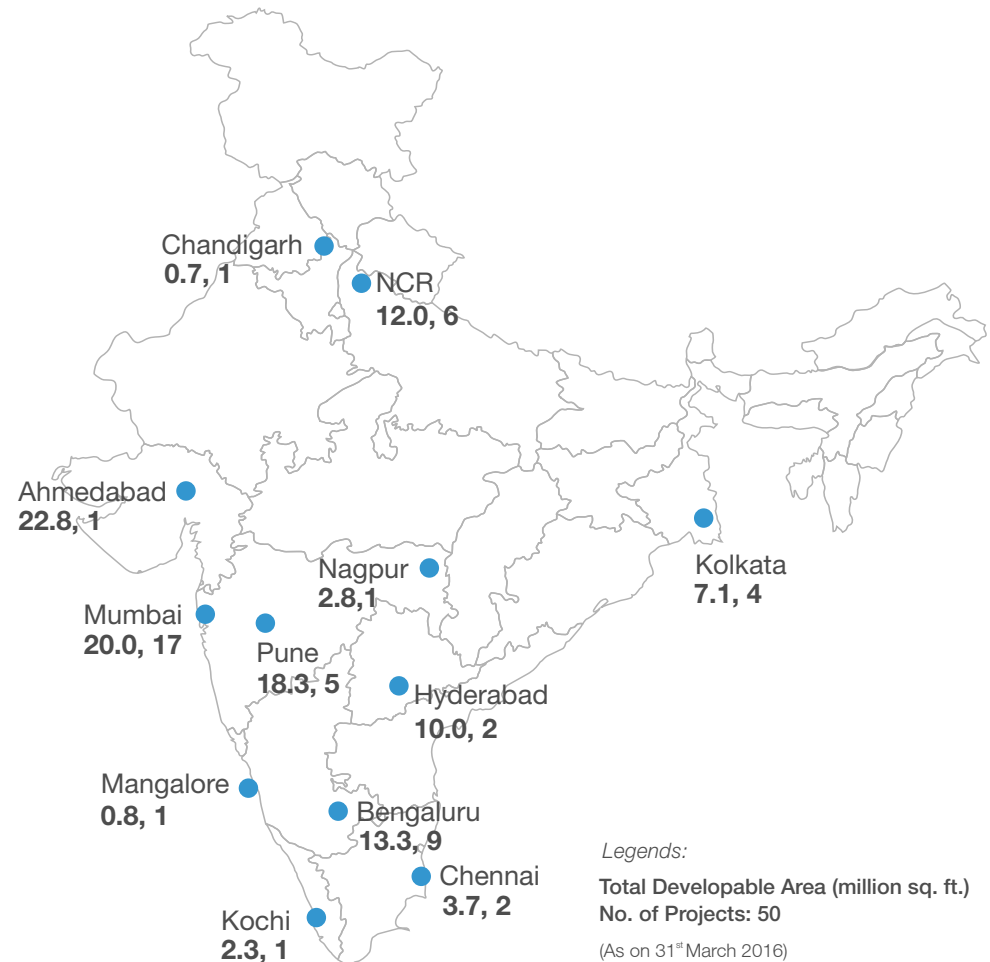 Chandigarh
0.7, 1
NCR
12.0, 6
Ahmedabad
22.8, 1
Nagpur
2.8,1
Kolkata
7.1, 4
Mumbai
20.0, 17
Pune
18.3, 5
Hyderabad
10.0, 2
Mangalore
0.8, 1
Bengaluru
13.3, 9
Chennai
3.7, 2
Kochi
2.3, 1
Legends:
Total Developable Area (million sq. ft.)
No. of Projects: 50
(As on 31st March 2016)